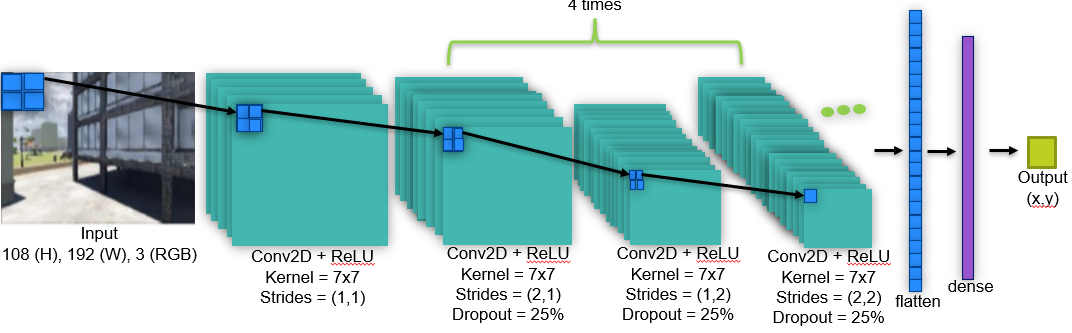 4 times
Input
108 (H), 192 (W), 3 (RGB)
Conv2D + ReLU
Kernel = 7x7
Strides = (1,1)
Conv2D + ReLU
Kernel = 7x7
Strides = (2,1)
Dropout = 25%
Conv2D + ReLU
Kernel = 7x7
Strides = (1,2)
Dropout = 25%
Conv2D + ReLU
Kernel = 7x7
Strides = (2,2)
Dropout = 25%
flatten
dense
Output
(x,y)